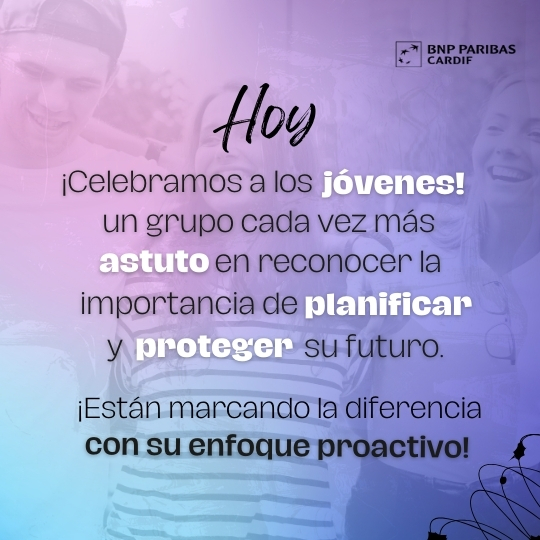 BNP PARIBAS
CARDIF
Hoy
¡Celebramos a los jóvenes!
un grupo cada vez más
astuto en reconocer la
importancia de planificar
y proteger su futuro.
¡Están marcando la diferencia
con su enfoque proactivo!